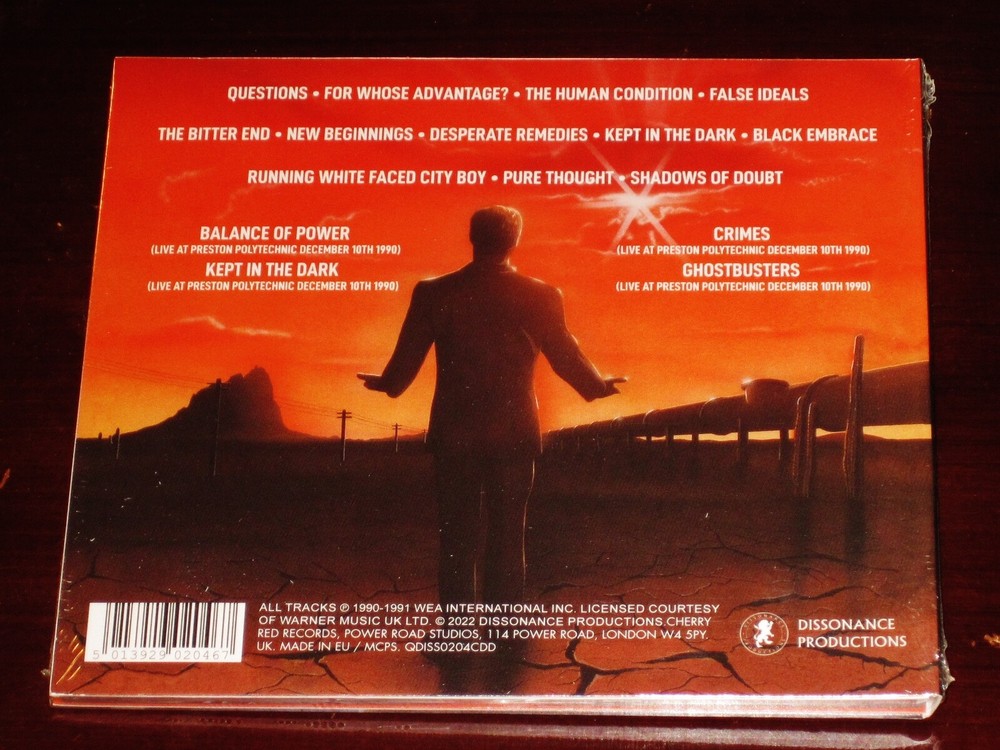 QUESTIONS • FOR WHOSE ADVANTAGE? • THE HUMAN CONDITION • FALSE IDEALS
THE BITTER END • NEW BEGINNINGS • DESPERATE REMEDIES • KEPT IN THE DARK • BLACK EMBRACE
RUNNING WHITE FACED CITY BOY • PURE THOUGHT • SHADOWS OF DOUBT
BALANCE OF POWER
(LIVE AT PRESTON POLYTECHNIC DECEMBER 10TH 1990)
KEPT IN THE DARK
(LIVE AT PRESTON POLYTECHNIC DECEMBER 10TH 1990)
CRIMES
(LIVE AT PRESTON POLYTECHNIC DECEMBER 10TH 1990)
GHOSTBUSTERS
(LIVE AT PRESTON POLYTECHNIC DECEMBER 10TH 1990)
5 013929 020467
ALL TRACKS ℗ 1990-1991 WEA INTERNATIONAL INC. LICENSED COURTESY
OF WARNER MUSIC UK LTD. © 2022 DISSONANCE PRODUCTIONS.CHERRY
RED RECORDS, POWER ROAD STUDIOS, 114 POWER ROAD, LONDON W4 5PY.
UK. MADE IN EU / MCPS. QDISS0204CDD
DISSONANCE
PRODUCTIONS